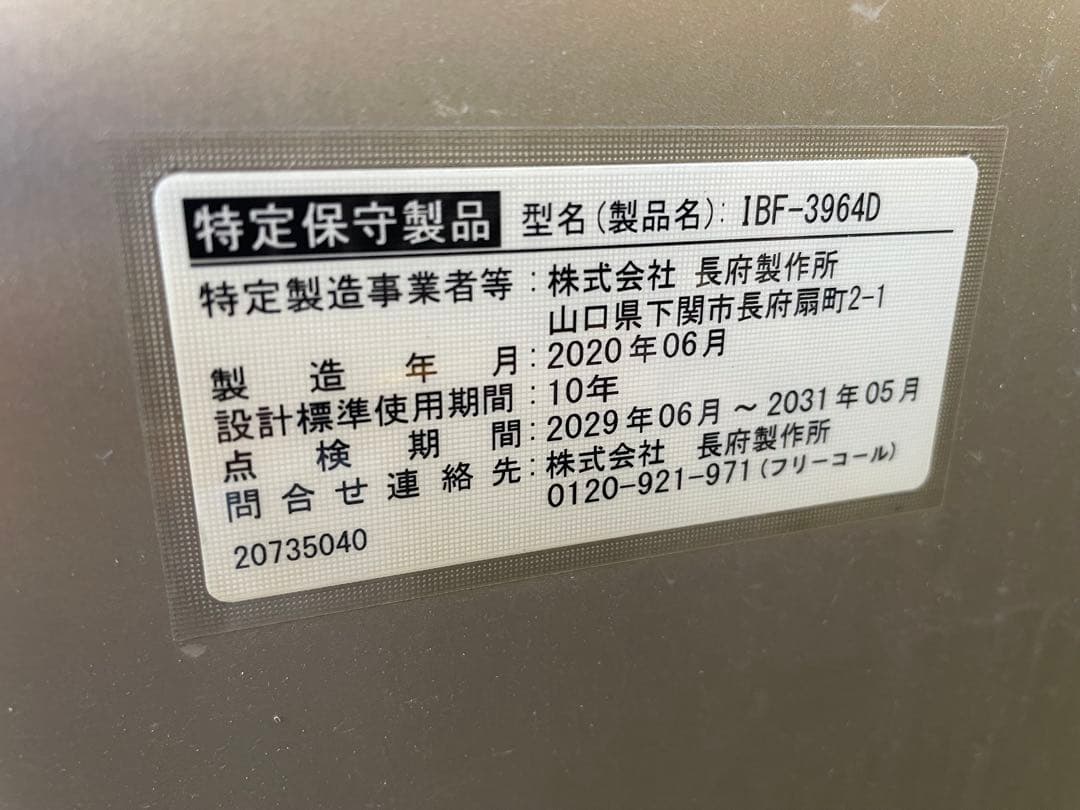 特定保守製品 型名(製品名): IBF-3964D
特定製造事業者等 : 株式会社 長府製作所
山口県下関市長府扇町2-1
製造年月 : 2020年06月
設計標準使用期間 : 10年
点検期間 : 2029年06月 ～ 2031年05月
問合せ連絡先 : 株式会社 長府製作所
0120-921-971(フリーコール)
20735040